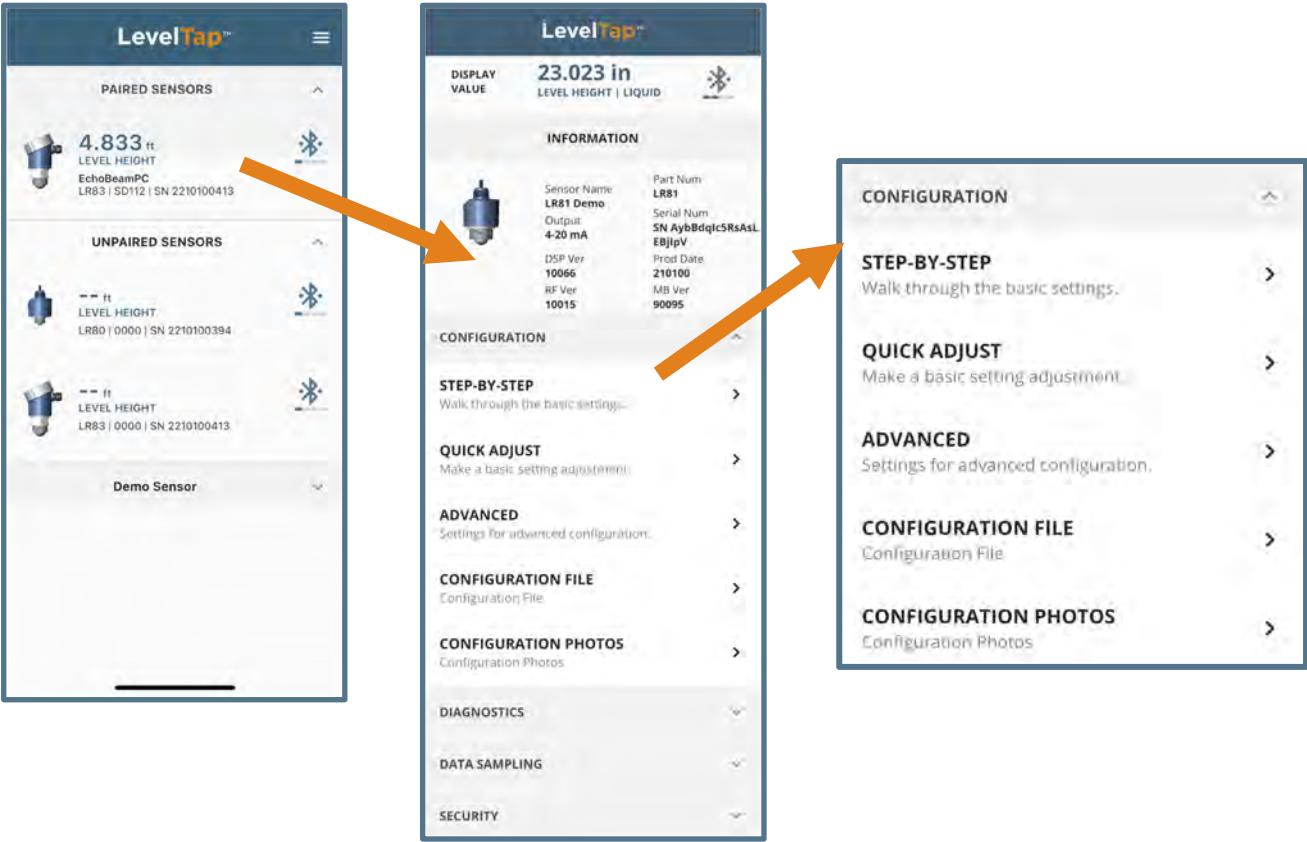 LevelTap™
PAIRED SENSORS
4.833 ft
LEVEL HEIGHT
EchoBeamPC
LR83 | SD112 | SN 2210100413
UNPAIRED SENSORS
-- ft
LEVEL HEIGHT
LR80 | 0000 | SN 2210100394
-- ft
LEVEL HEIGHT
LR83 | 0000 | SN 2210100413
Demo Sensor
LevelTap™
DISPLAY
VALUE
23.023 in
LEVEL HEIGHT | LIQUID
INFORMATION
Sensor Name
LR81 Demo
Output
4-20 mA
DSP Ver
10066
RF Ver
10015
Part Num
LR81
Serial Num
SN AybBdqIc5RsAsL
EBjIpV
Prod Date
210100
MB Ver
90095
CONFIGURATION
STEP-BY-STEP
Walk through the basic settings.
QUICK ADJUST
Make a basic setting adjustment.
ADVANCED
Settings for advanced configuration.
CONFIGURATION FILE
Configuration File
CONFIGURATION PHOTOS
Configuration Photos
DIAGNOSTICS
DATA SAMPLING
SECURITY
CONFIGURATION
STEP-BY-STEP
Walk through the basic settings.
QUICK ADJUST
Make a basic setting adjustment.
ADVANCED
Settings for advanced configuration.
CONFIGURATION FILE
Configuration File
CONFIGURATION PHOTOS
Configuration Photos